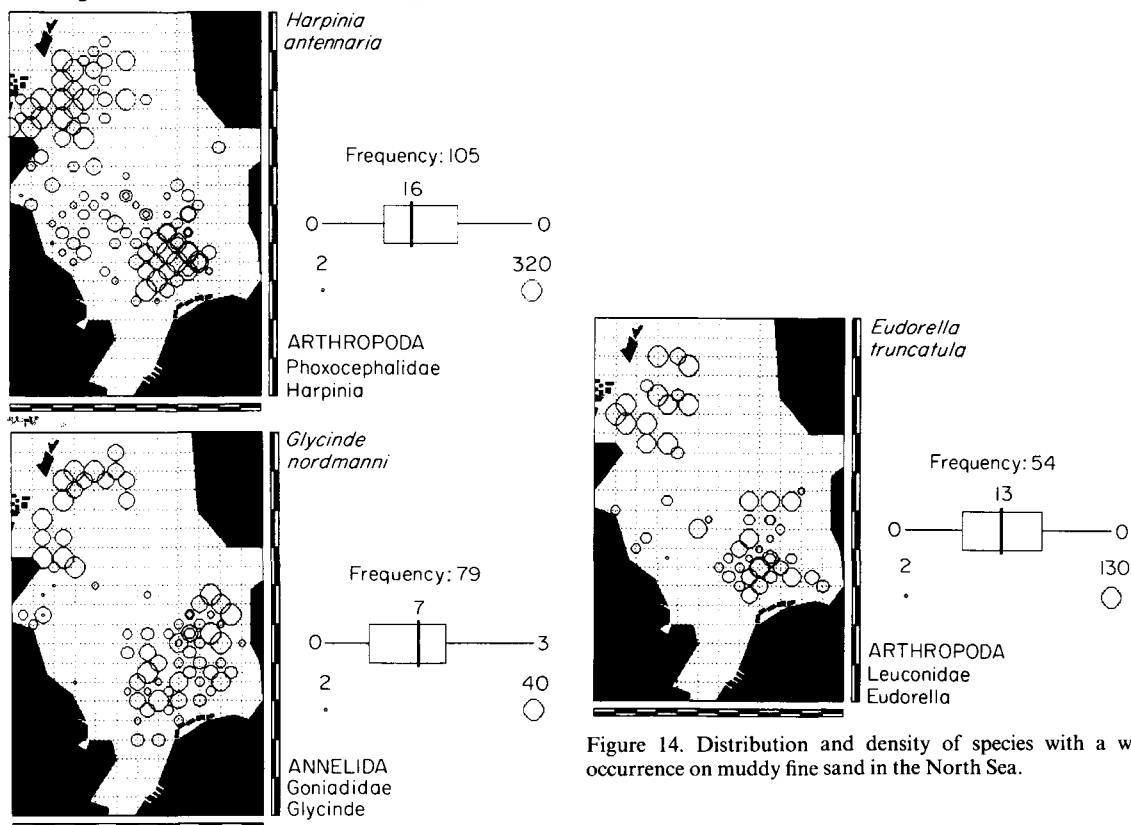 Harpinia
antennaria
Frequency: 105
16
0 0
2 320
ARTHROPODA
Phoxocephalidae
Harpinia
Glycinde
nordmanni
Frequency: 79
7
0 3
2 40
ANNELIDA
Goniadidae
Glycinde
Eudorella
truncatula
Frequency: 54
13
0 0
2 130
ARTHROPODA
Leuconidae
Eudorella
Figure 14. Distribution and density of species with a w
occurrence on muddy fine sand in the North Sea.